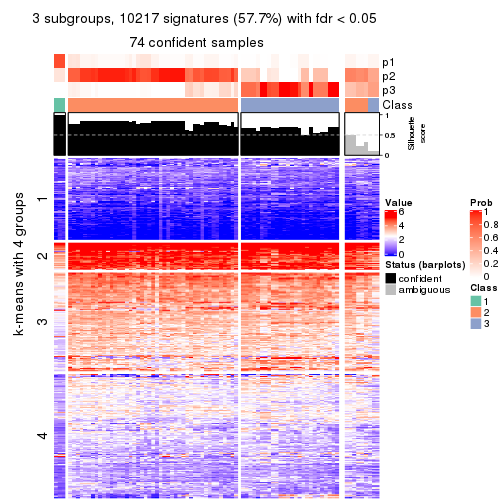 3 subgroups, 10217 signatures (57.7%) with fdr < 0.05
74 confident samples
p1
p2
p3
Class
1
0.5
0
Silhouette
score
k-means with 4 groups
1
2
3
4
Value
6
4
2
0
Status (barplots)
confident
ambiguous
Prob
1
0.8
0.6
0.4
0.2
0
Class
1
2
3